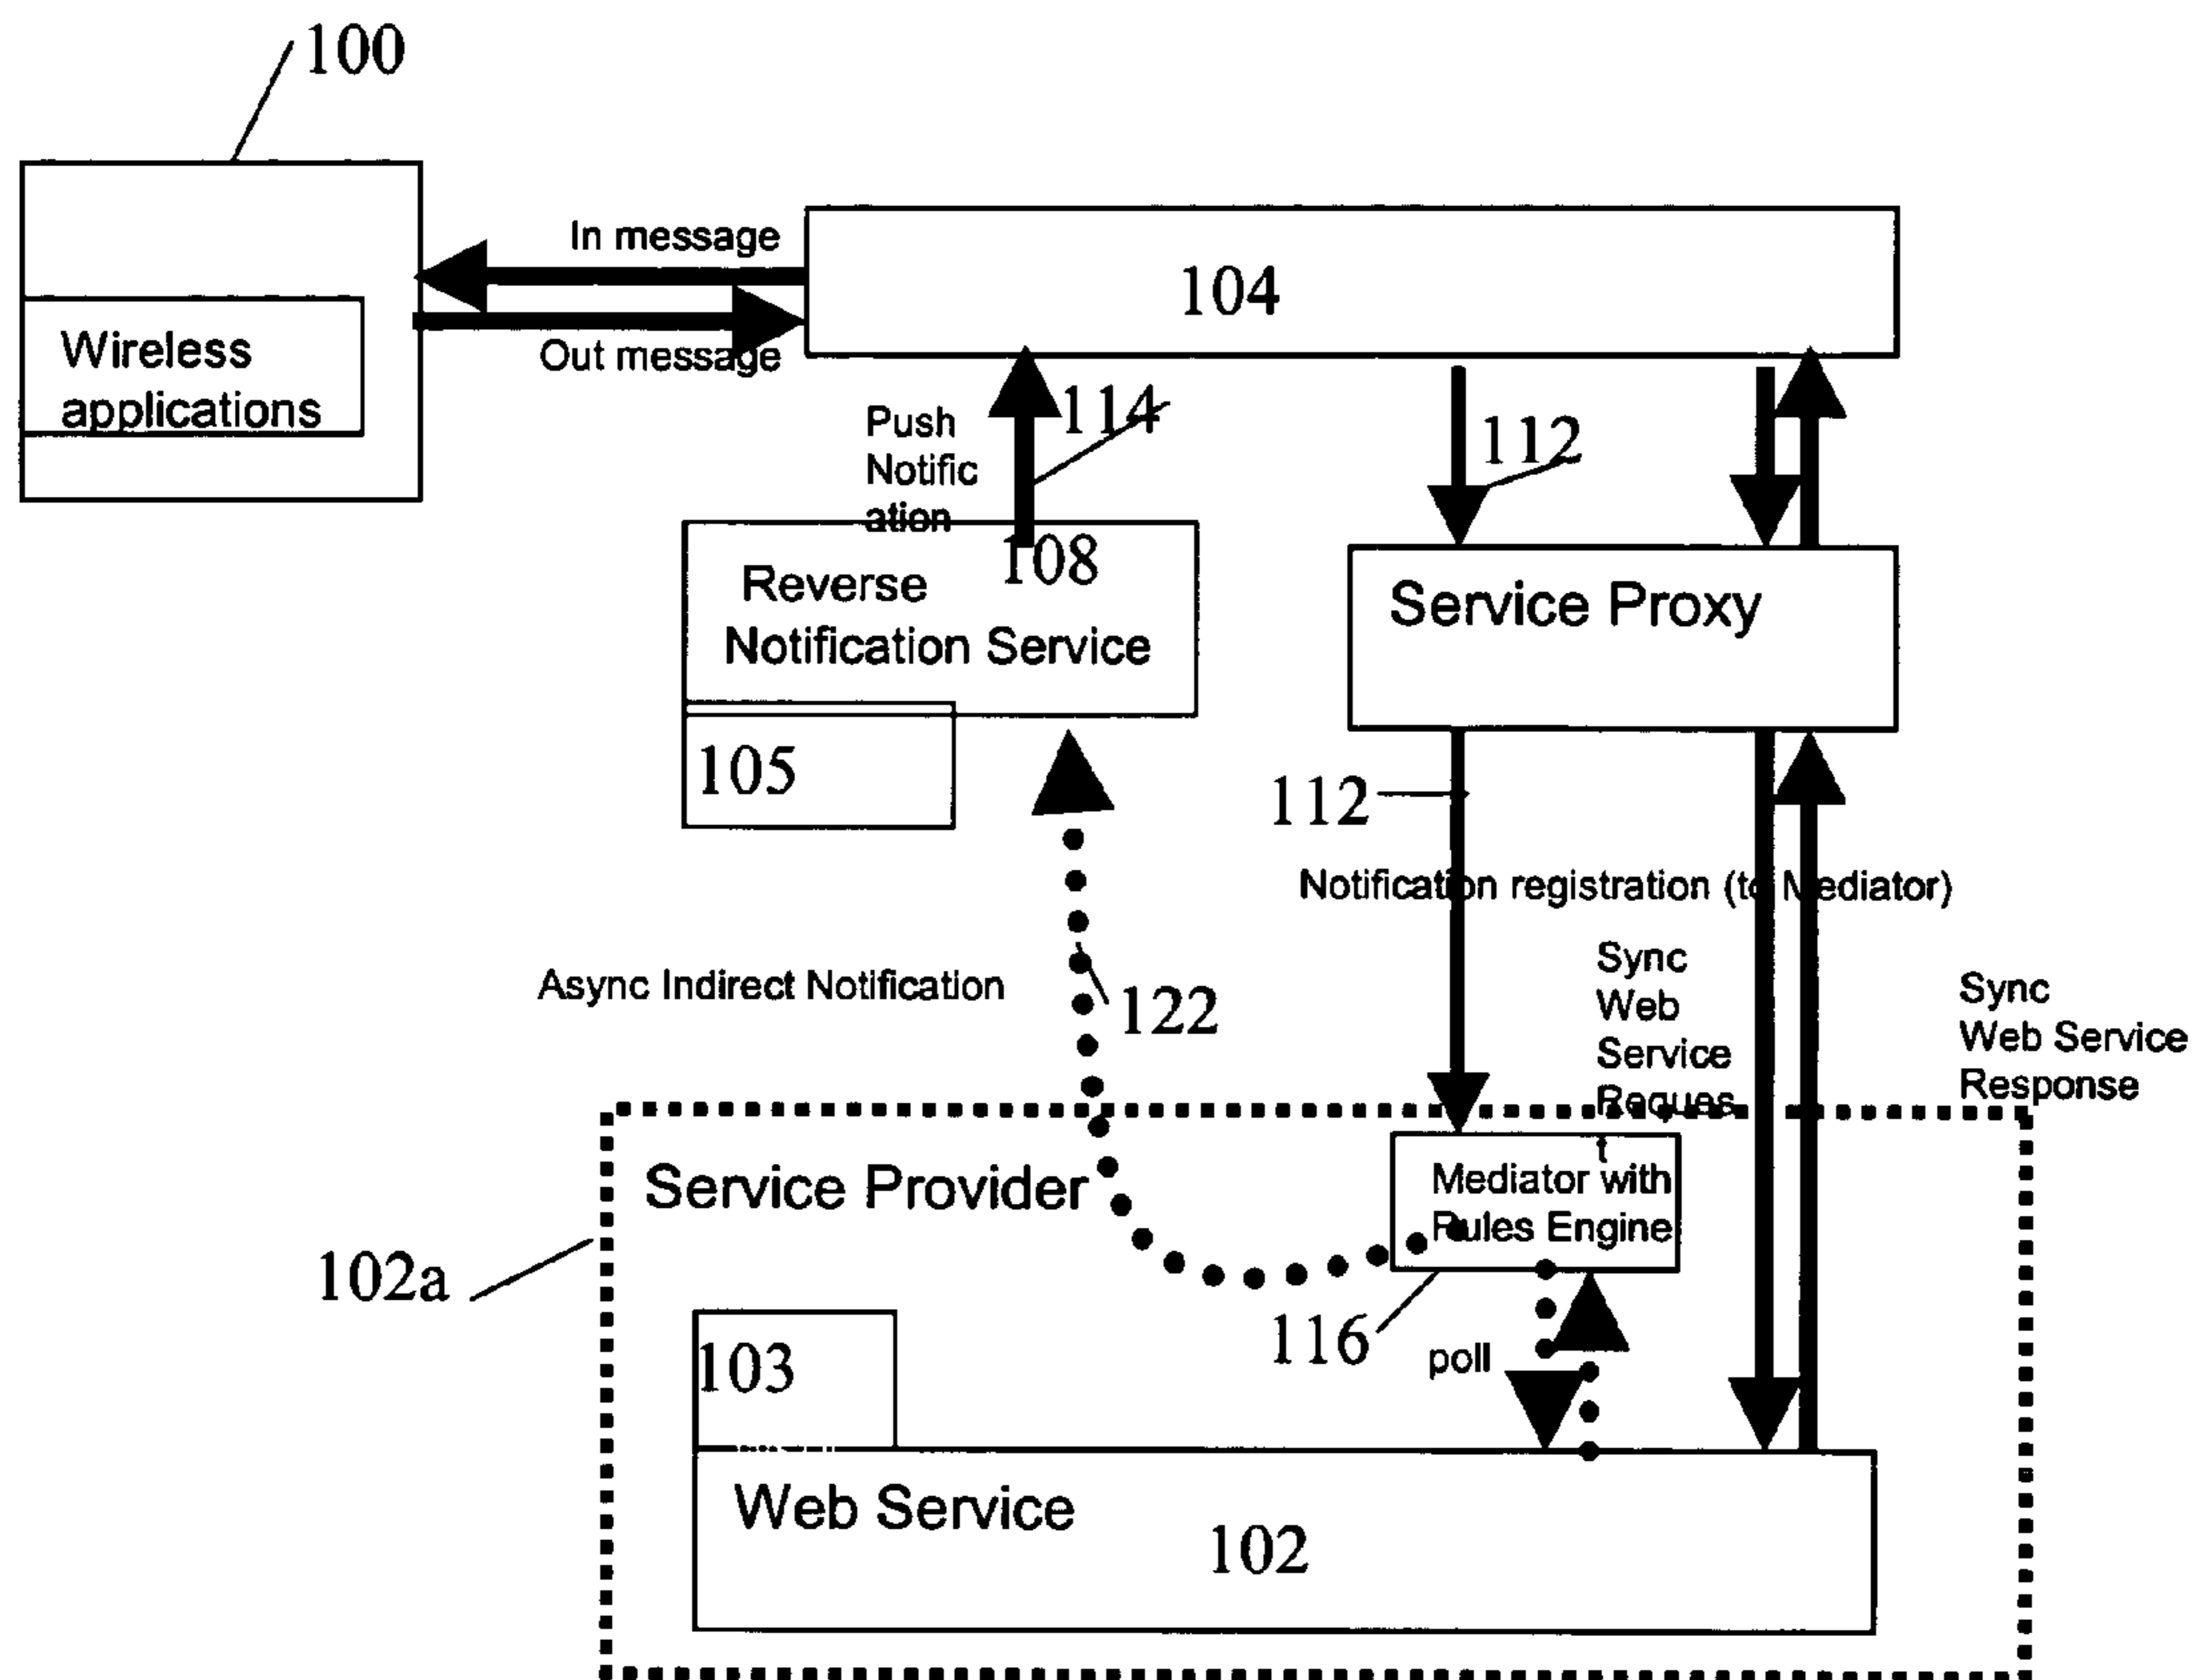 100
In message
104
Wireless
applications
Out message
Push
Notific
ation
114
112
108
Reverse
Notification Service
Service Proxy
105
112
Notification registration (to Mediator)
Async Indirect Notification
122
Sync
Web
Service
Reques
t
Sync
Web Service
Response
Service Provider
Mediator with
Rules Engine
102a
116
poll
103
Web Service
102